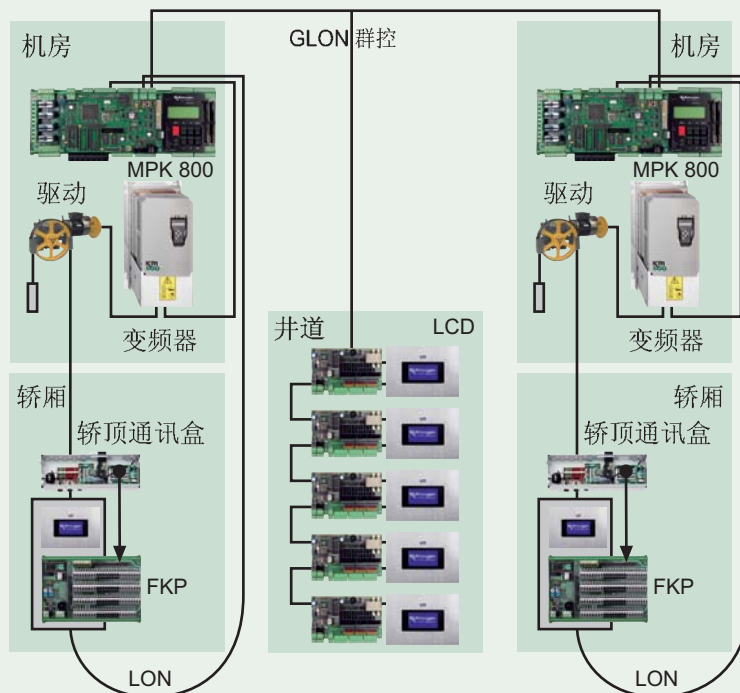 GLON 群控
机房
MPK 800
驱动
变频器
轿厢
轿顶通讯盒
FKP
LON
井道
LCD
机房
MPK 800
驱动
变频器
轿厢
轿顶通讯盒
FKP
LON